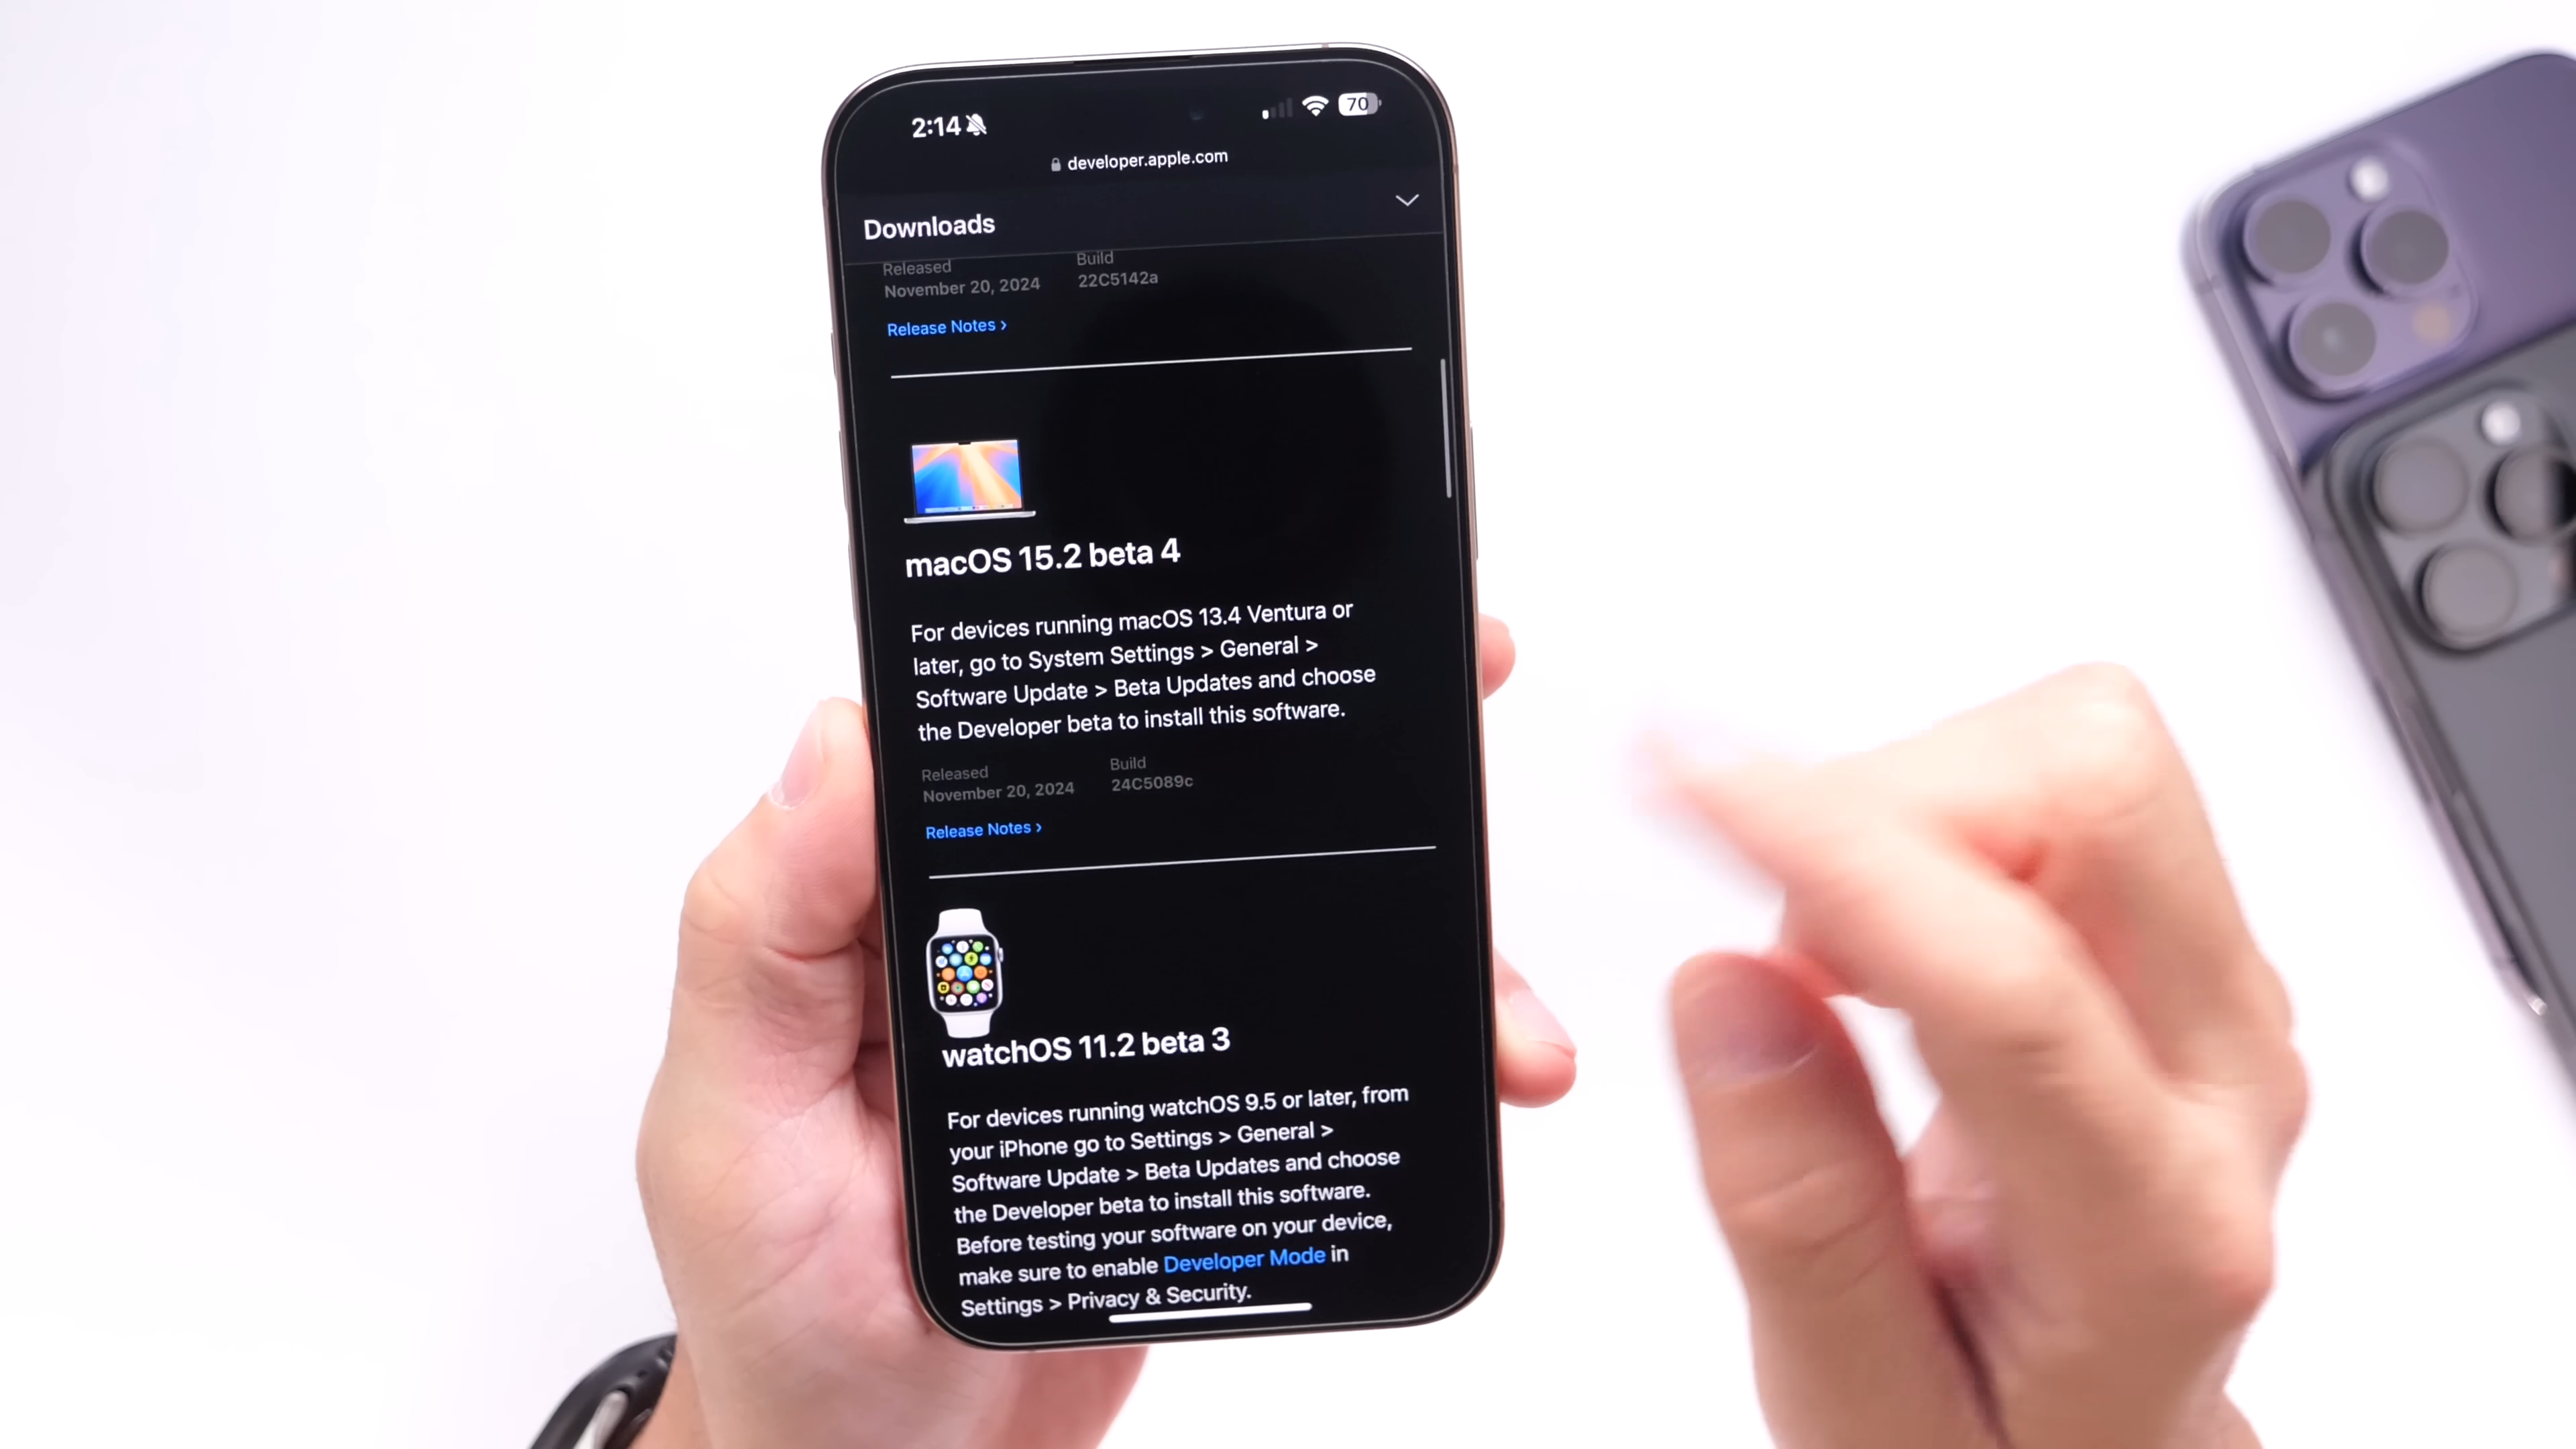 2:14
70
developer.apple.com
Downloads
Released
Build
November 20, 2024
22C5142a
Release Notes >
macOS 15.2 beta 4
For devices running macOS 13.4 Ventura or
later, go to System Settings > General >
Software Update > Beta Updates and choose
the Developer beta to install this software.
Released
Build
November 20, 2024
24C5089c
Release Notes >
watchOS 11.2 beta 3
For devices running watchOS 9.5 or later, from
your iPhone go to Settings > General >
Software Update > Beta Updates and choose
the Developer beta to install this software.
Before testing your software on your device,
make sure to enable Developer Mode in
Settings > Privacy & Security.